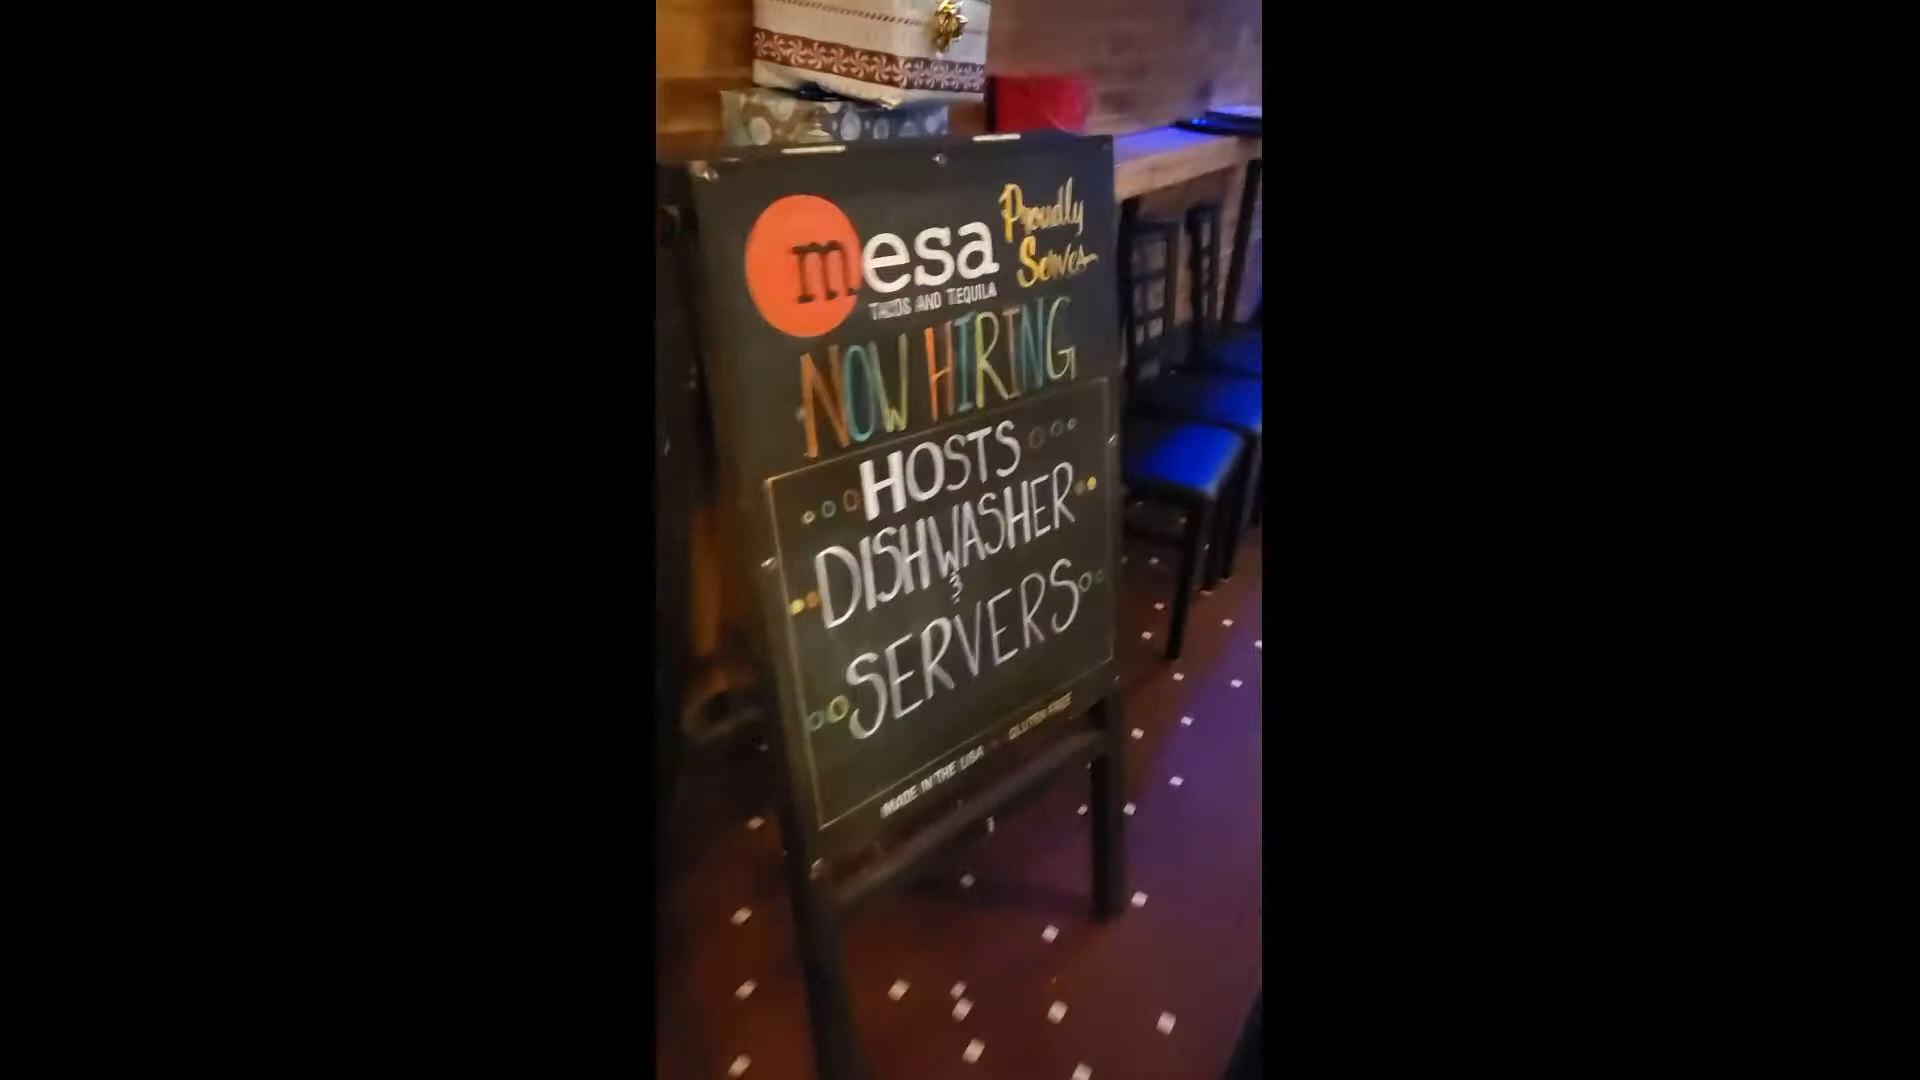 mesa
Proudly
Serves
TACOS AND TEQUILA
NOW HIRING
HOSTS
DISHWASHER
&
SERVERS
MADE IN THE USA GLUTEN FREE